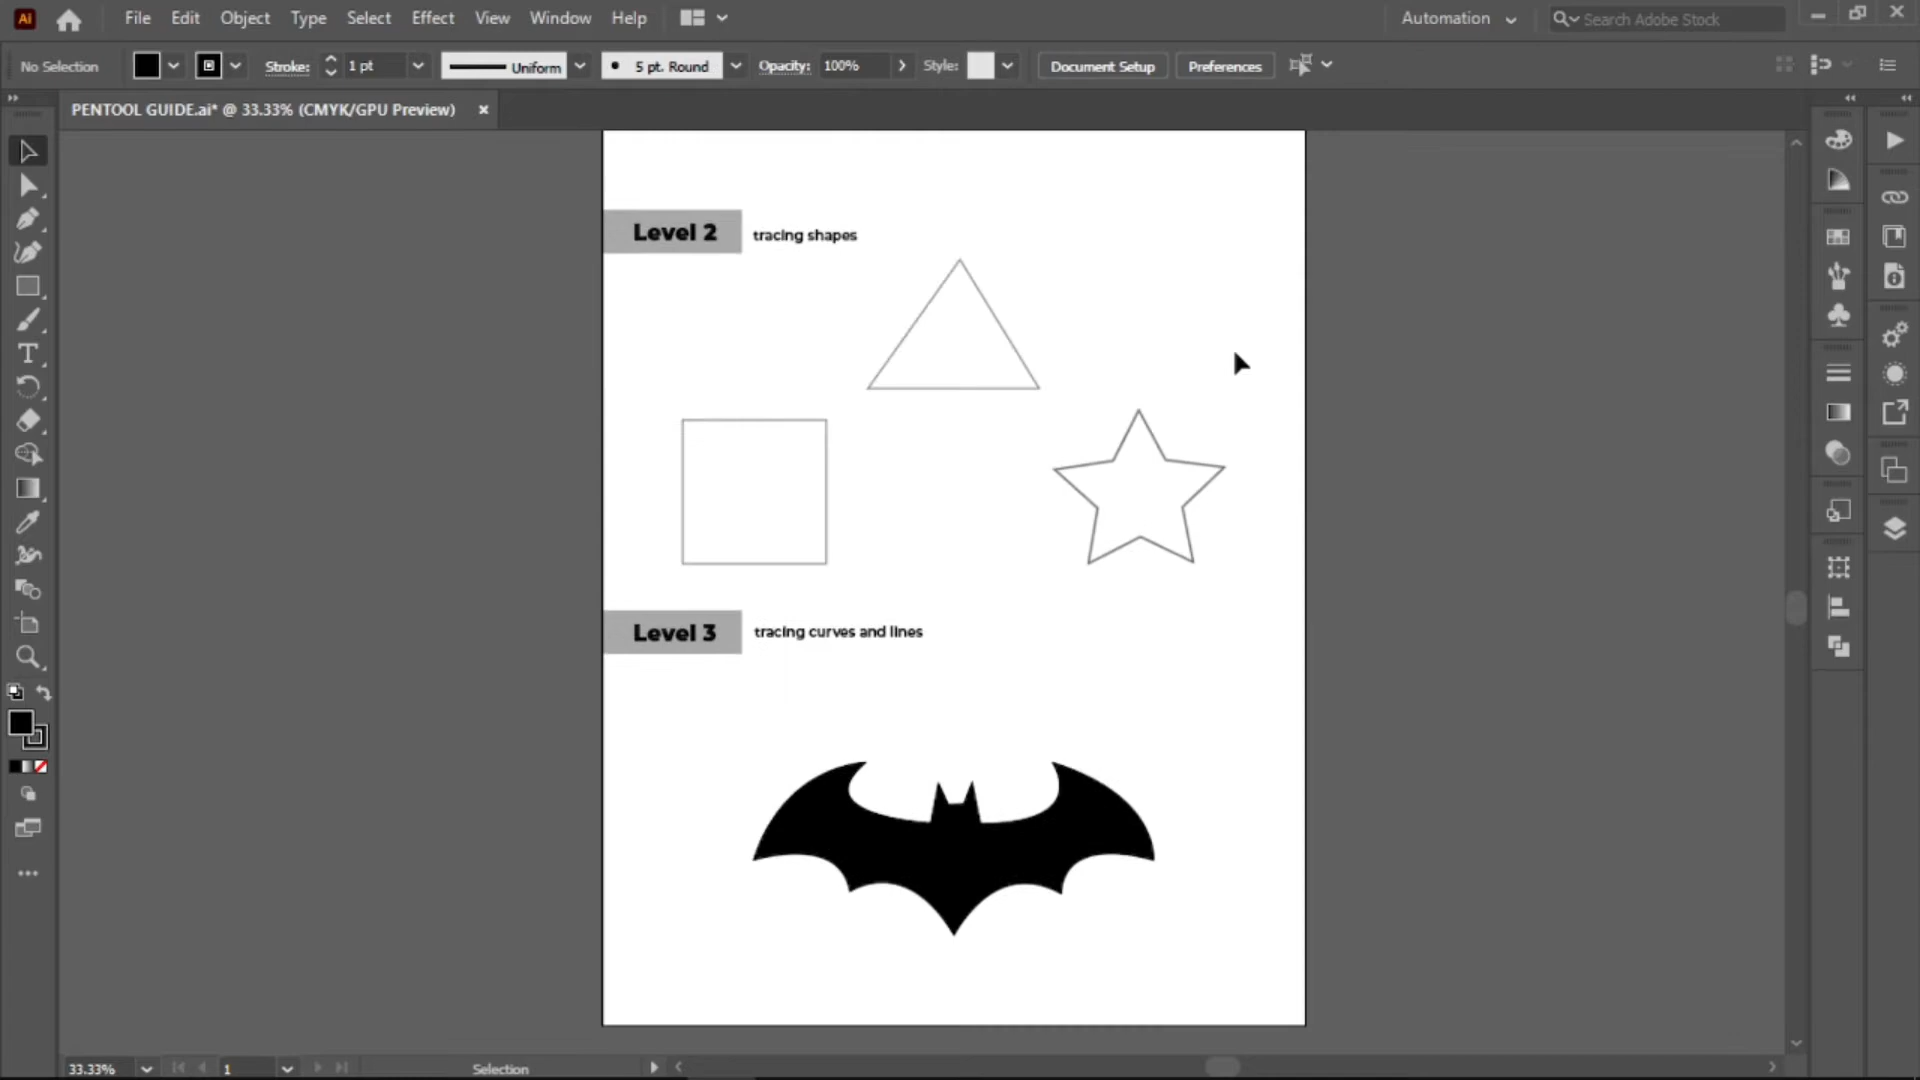 Ai
File Edit Object Type Select Effect View Window Help
Automation
Search Adobe Stock
No Selection
Stroke: 1 pt
Uniform
5 pt. Round
Opacity: 100%
Style:
Document Setup
Preferences
PENTOOL GUIDE.ai* @ 33.33% (CMYK/GPU Preview)
Level 2 tracing shapes
Level 3 tracing curves and lines
33.33%
1
Selection